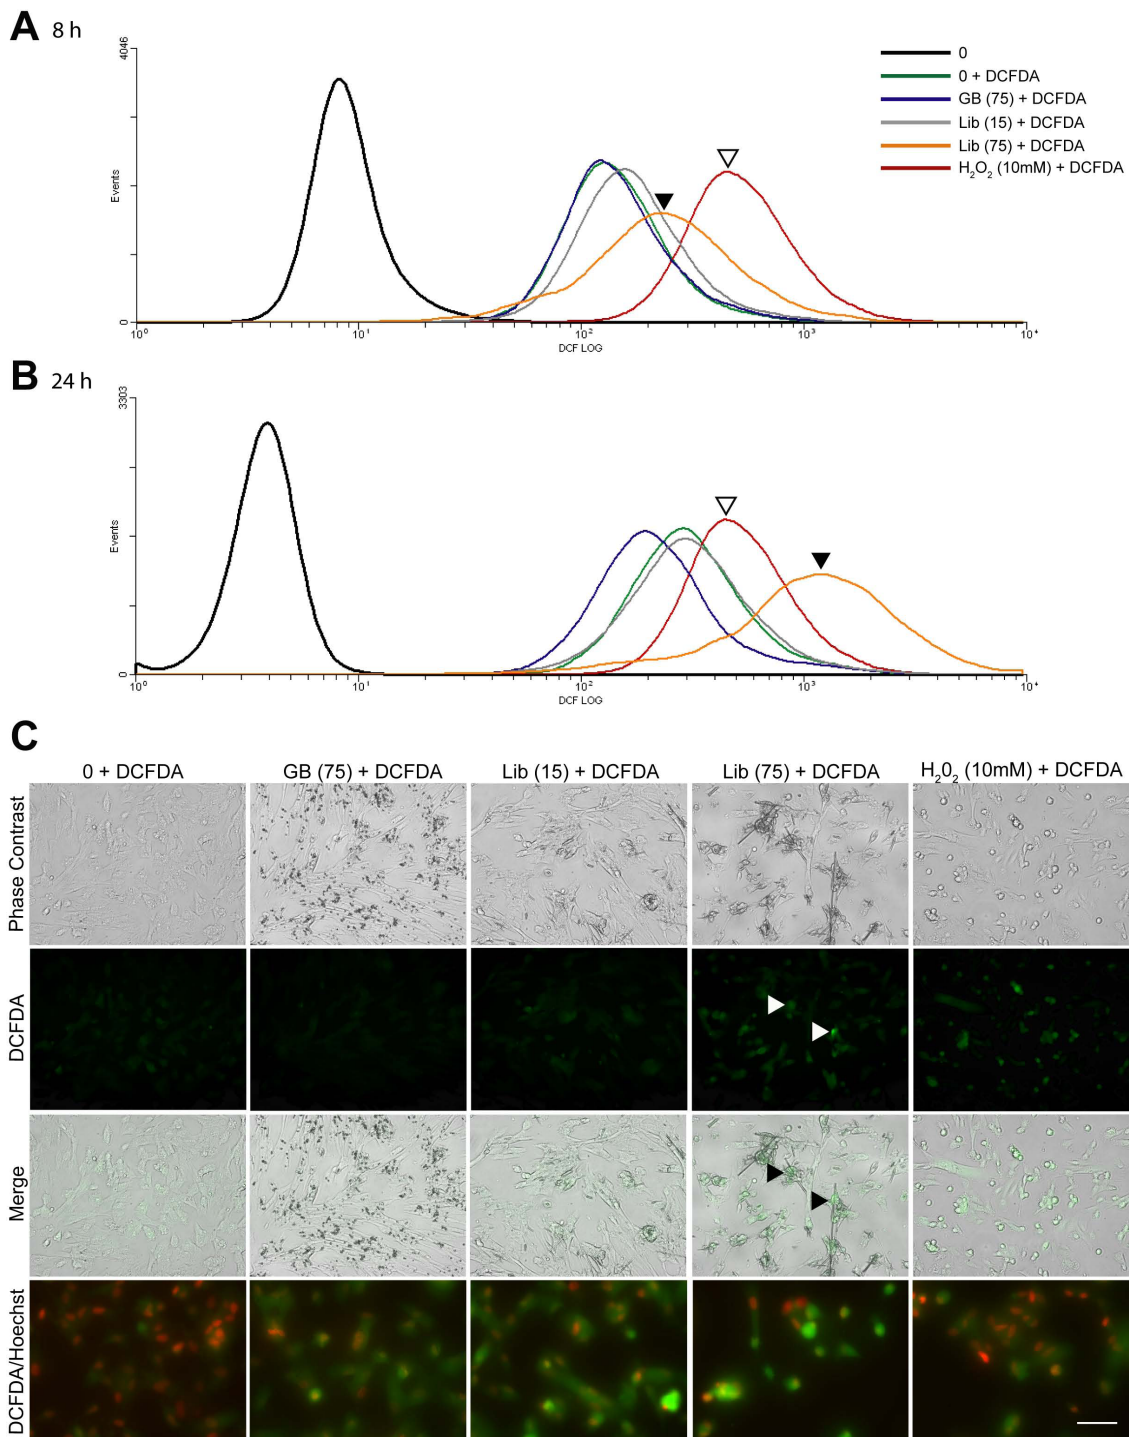 A 8 h
4046
Events
0
10⁰ 10¹ 10² 10³ 10⁴
DCF LOG
0
0 + DCFDA
GB (75) + DCFDA
Lib (15) + DCFDA
Lib (75) + DCFDA
H₂O₂ (10mM) + DCFDA
B 24 h
3303
Events
0
10⁰ 10¹ 10² 10³ 10⁴
DCF LOG
C
0 + DCFDA GB (75) + DCFDA Lib (15) + DCFDA Lib (75) + DCFDA H₂O₂ (10mM) + DCFDA
Phase Contrast
DCFDA
Merge
DCFDA/Hoechst